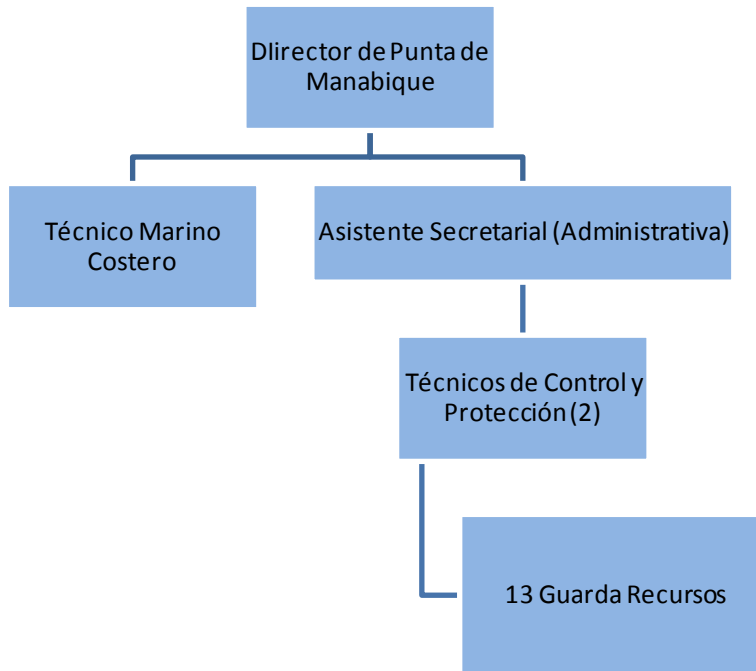 DIirector de Punta de
Manabique
Técnico Marino
Costero
Asistente Secretarial (Administrativa)
Técnicos de Control y
Protección (2)
13 Guarda Recursos